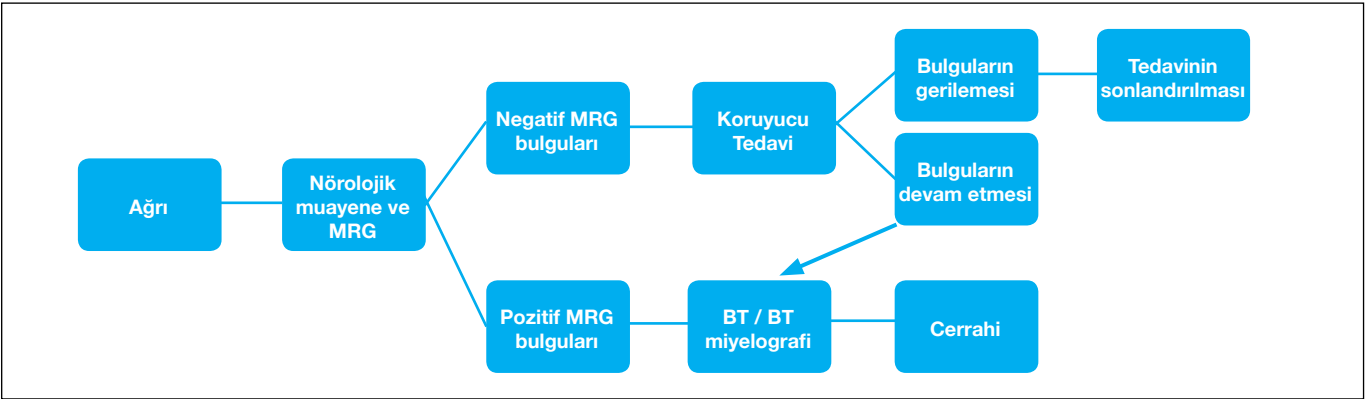 Ağrı
Nörolojik
muayene ve
MRG
Negatif MRG
bulguları
Koruyucu
Tedavi
Bulguların
gerilemesi
Tedavinin
sonlandırılması
Bulguların
devam etmesi
Pozitif MRG
bulguları
BT / BT
miyelografi
Cerrahi